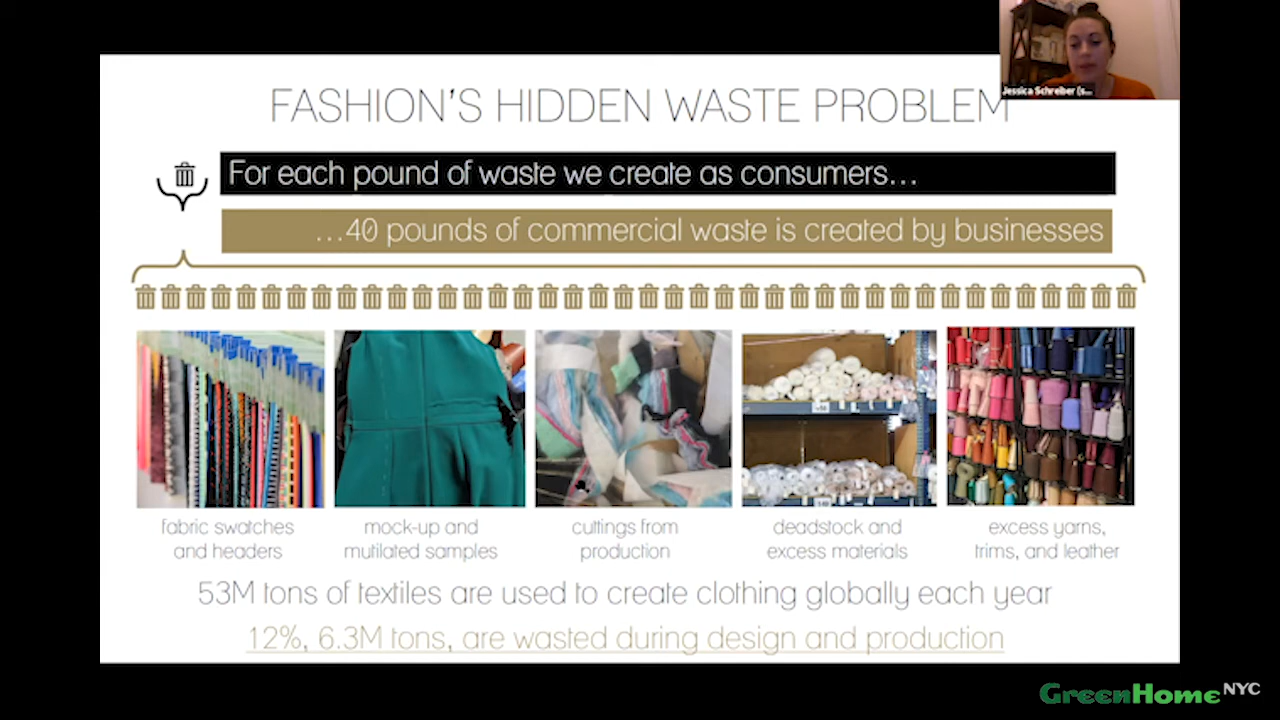 Jessica Schreiber (s...
FASHION'S HIDDEN WASTE PROBLEM
For each pound of waste we create as consumers...
...40 pounds of commercial waste is created by businesses
fabric swatches
and headers
mock-up and
mutilated samples
cuttings from
production
deadstock and
excess materials
excess yarns,
trims, and leather
53M tons of textiles are used to create clothing globally each year
12%, 6.3M tons, are wasted during design and production
GreenHomeNYC